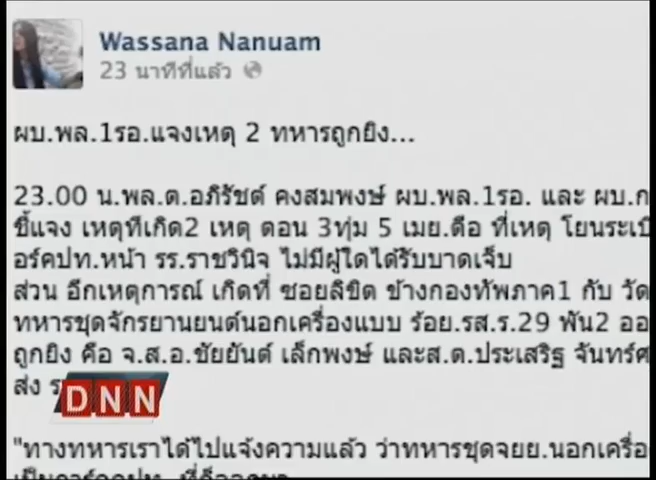 Wassana Nanuam
23 นาทีที่แล้ว
ผบ.พล.1รอ.แจงเหตุ 2 ทหารถูกยิง...
23.00 น.พล.ต.อภิรัชต์ คงสมพงษ์ ผบ.พล.1รอ. และ ผบ.ก
ชี้แจง เหตุที่เกิด2 เหตุ ตอน 3ทุ่ม 5 เมย.คือ ที่เหตุ โยนระเบิ
อร์คปท.หน้า รร.ราชวินิจ ไม่มีผู้ใดได้รับบาดเจ็บ
ส่วน อีกเหตุการณ์ เกิดที่ ซอยลิขิต ข้างกองทัพภาค1 กับ วัด
ทหารชุดจักรยานยนต์นอกเครื่องแบบ ร้อย.รส.ร.29 พัน2 ออ
ถูกยิง คือ จ.ส.อ.ชัยยันต์ เล็กพงษ์ และส.ต.ประเสริฐ จันทร์ศ
ส่ง ร
DNN
"ทางทหารเราได้ไปแจ้งความแล้ว ว่าทหารชุดจยย.นอกเครื่อ